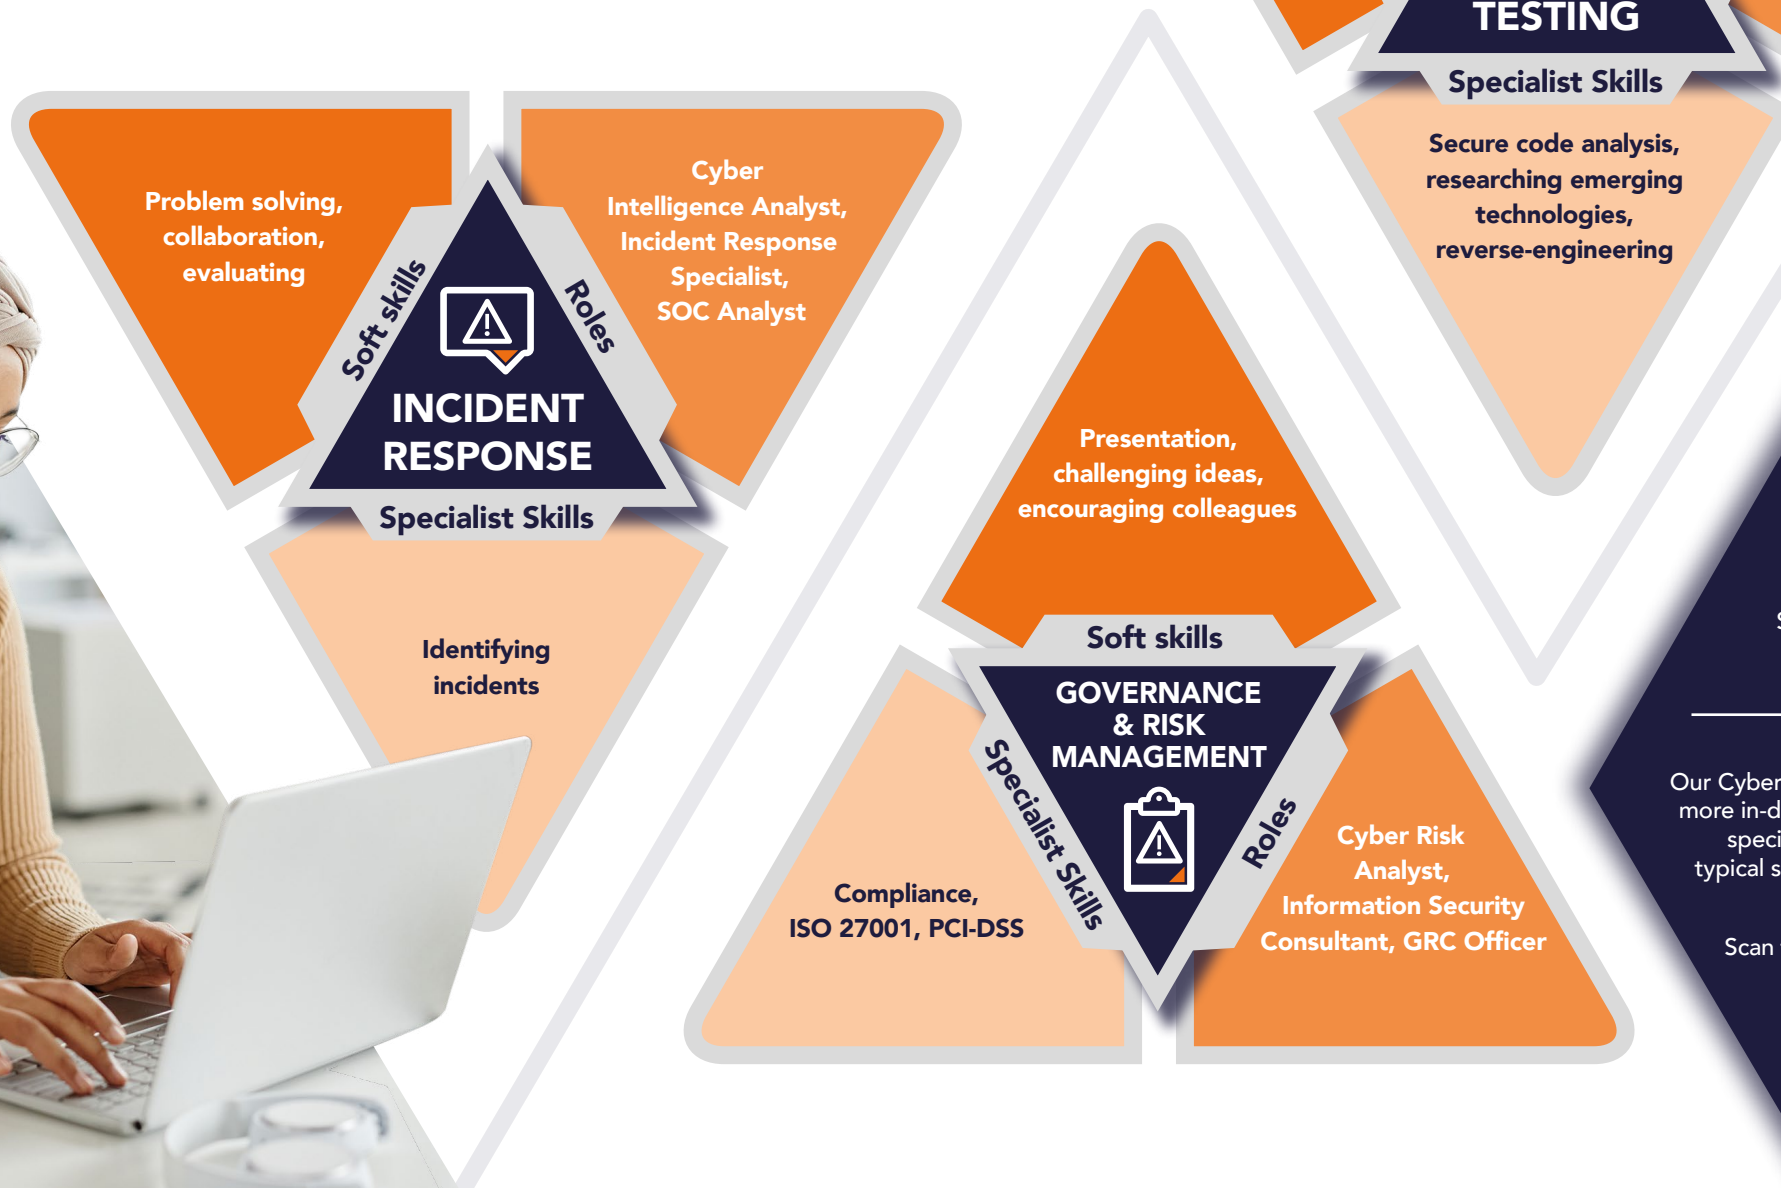 TESTING
Specialist Skills
Secure code analysis,
researching emerging
technologies,
reverse-engineering
Problem solving,
collaboration,
evaluating
Soft skills
Cyber
Intelligence Analyst,
Incident Response
Specialist,
SOC Analyst
Roles
INCIDENT
RESPONSE
Specialist Skills
Identifying
incidents
Presentation,
challenging ideas,
encouraging colleagues
Soft skills
GOVERNANCE
& RISK
MANAGEMENT
Specialist Skills
Compliance,
ISO 27001, PCI-DSS
Roles
Cyber Risk
Analyst,
Information Security
Consultant, GRC Officer
Our Cyber
more in-d
speci
typical s
Scan